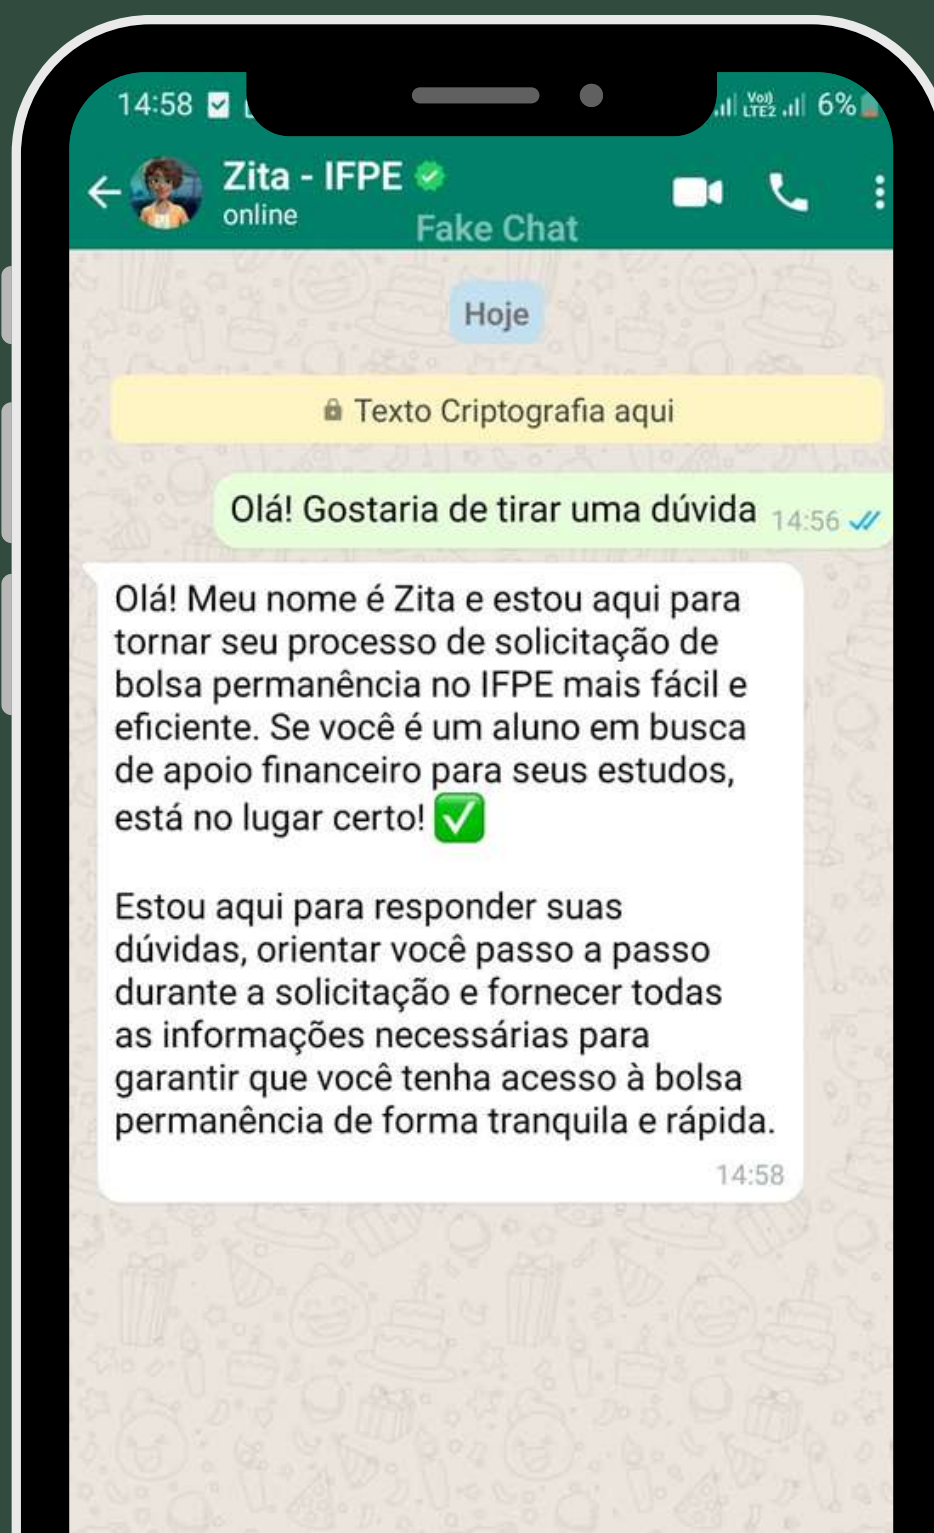 14:58
Vo))
LTE2
6%
Zita - IFPE
online
Fake Chat
Hoje
Texto Criptografia aqui
Olá! Gostaria de tirar uma dúvida 14:56
Olá! Meu nome é Zita e estou aqui para
tornar seu processo de solicitação de
bolsa permanência no IFPE mais fácil e
eficiente. Se você é um aluno em busca
de apoio financeiro para seus estudos,
está no lugar certo! ✅
Estou aqui para responder suas
dúvidas, orientar você passo a passo
durante a solicitação e fornecer todas
as informações necessárias para
garantir que você tenha acesso à bolsa
permanência de forma tranquila e rápida.
14:58